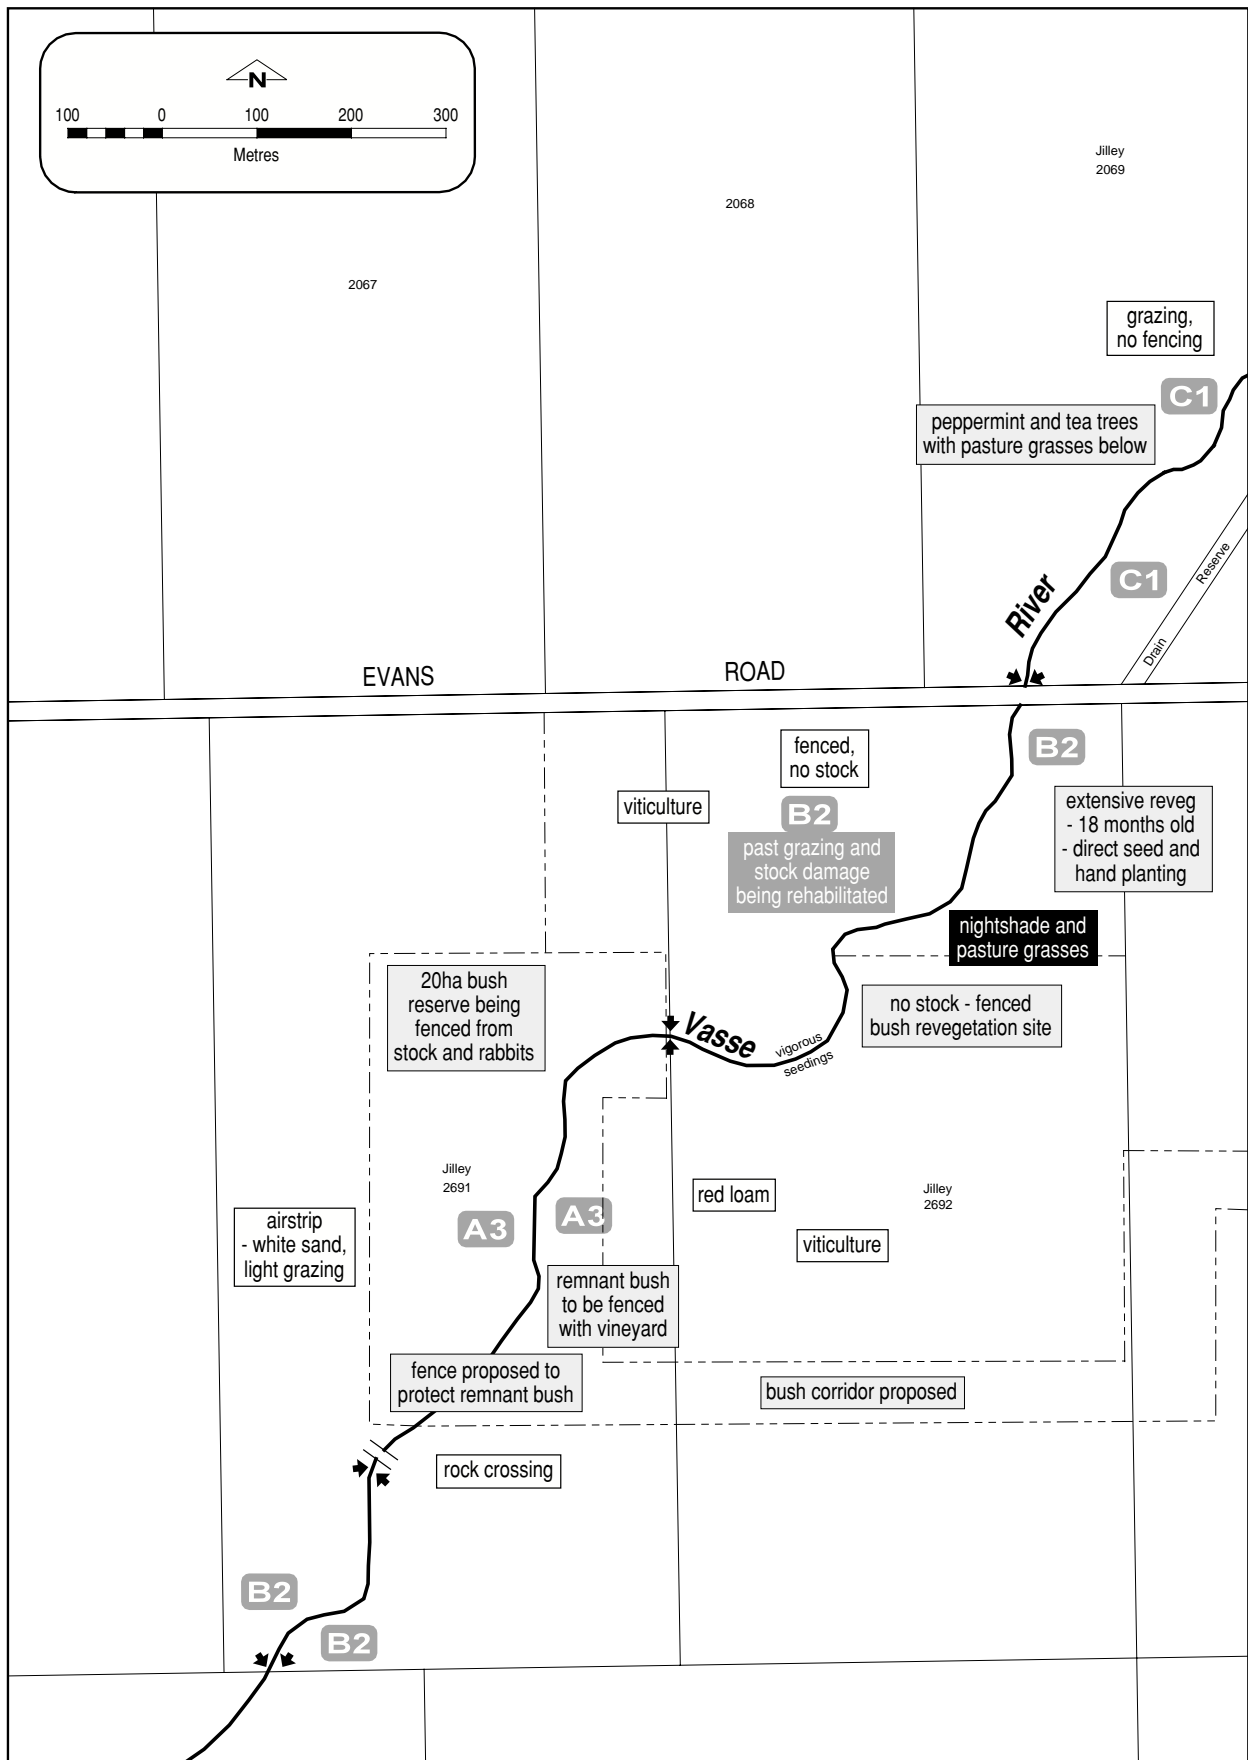 N
100 0 100 200 300
Metres
Jilley
2069
2068
2067
grazing,
no fencing
C1
peppermint and tea trees
with pasture grasses below
C1
River
Reserve
Drain
EVANS ROAD
fenced,
no stock
B2
viticulture
B2
past grazing and
stock damage
being rehabilitated
extensive reveg
- 18 months old
- direct seed and
hand planting
nightshade and
pasture grasses
20ha bush
reserve being
fenced from
stock and rabbits
no stock - fenced
bush revegetation site
Vasse
vigorous
seedings
Jilley
2691
red loam
Jilley
2692
A3
A3
airstrip
- white sand,
light grazing
viticulture
remnant bush
to be fenced
with vineyard
fence proposed to
protect remnant bush
bush corridor proposed
rock crossing
B2
B2